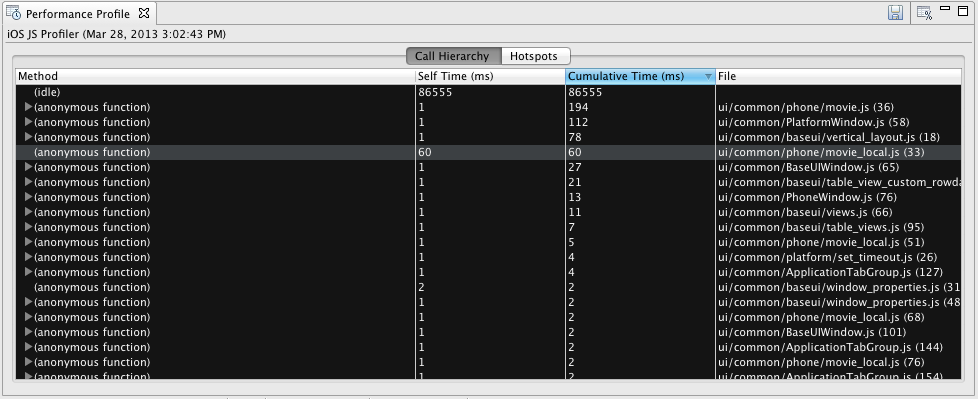 Performance Profile
iOS JS Profiler (Mar 28, 2013 3:02:43 PM)
Call Hierarchy Hotspots
Method Self Time (ms) Cumulative Time (ms) File
(idle) 86555 86555
(anonymous function) 1 194 ui/common/phone/movie.js (36)
(anonymous function) 1 112 ui/common/PlatformWindow.js (58)
(anonymous function) 1 78 ui/common/baseui/vertical_layout.js (18)
(anonymous function) 60 60 ui/common/phone/movie_local.js (33)
(anonymous function) 1 27 ui/common/BaseUIWindow.js (65)
(anonymous function) 1 21 ui/common/baseui/table_view_custom_rowda
(anonymous function) 1 13 ui/common/PhoneWindow.js (76)
(anonymous function) 1 11 ui/common/baseui/views.js (66)
(anonymous function) 1 7 ui/common/baseui/table_views.js (95)
(anonymous function) 1 5 ui/common/phone/movie_local.js (51)
(anonymous function) 1 4 ui/common/platform/set_timeout.js (26)
(anonymous function) 1 4 ui/common/ApplicationTabGroup.js (127)
(anonymous function) 2 2 ui/common/baseui/window_properties.js (31
(anonymous function) 1 2 ui/common/baseui/window_properties.js (48
(anonymous function) 1 2 ui/common/phone/movie_local.js (68)
(anonymous function) 1 2 ui/common/BaseUIWindow.js (101)
(anonymous function) 1 2 ui/common/ApplicationTabGroup.js (144)
(anonymous function) 1 2 ui/common/phone/movie_local.js (76)
(anonymous function) 1 2 ui/common/ApplicationTabGroup.js (154)